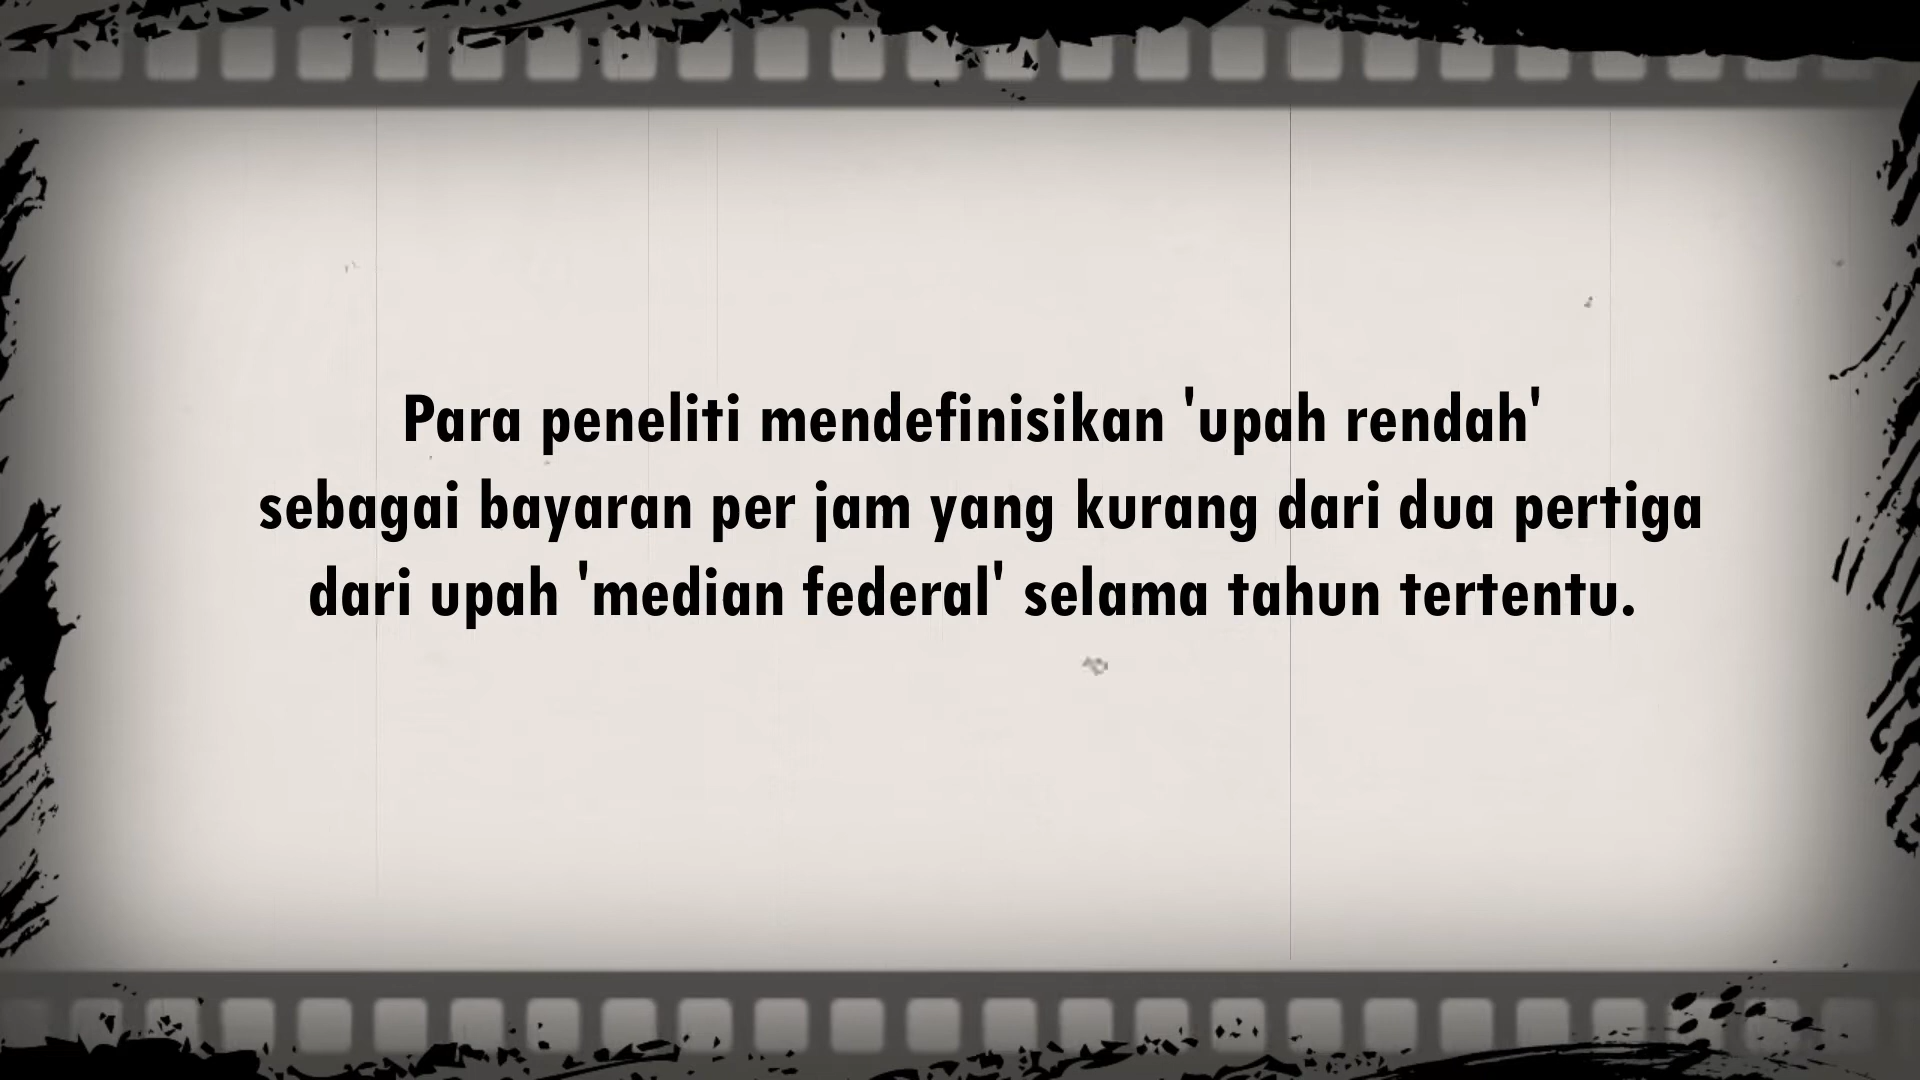 Para peneliti mendefinisikan 'upah rendah'
sebagai bayaran per jam yang kurang dari dua pertiga
dari upah 'median federal' selama tahun tertentu.